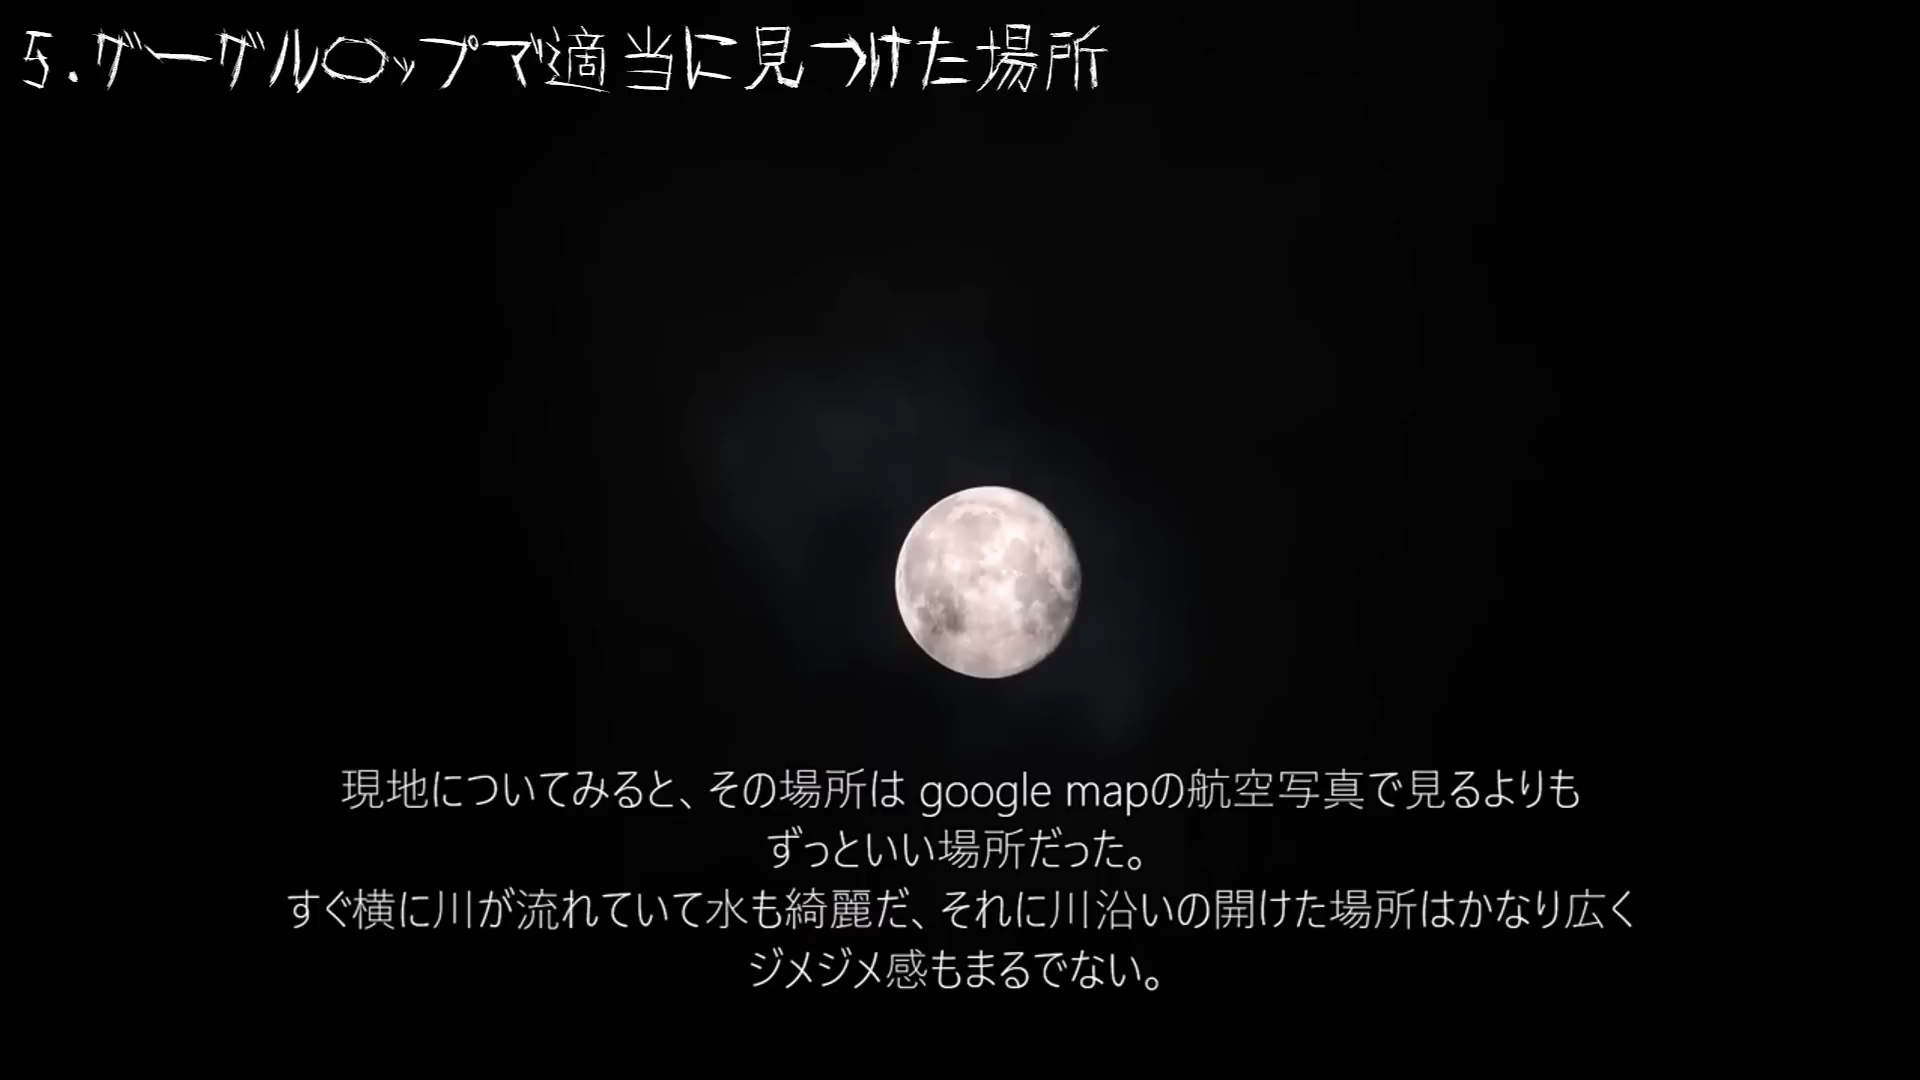 5.グーグル〇ップで適当に見つけた場所
現地についてみると、その場所は google mapの航空写真で見るよりも
ずっといい場所だった。
すぐ横に川が流れていて水も綺麗だ、それに川沿いの開けた場所はかなり広く
ジメジメ感もまるでない。